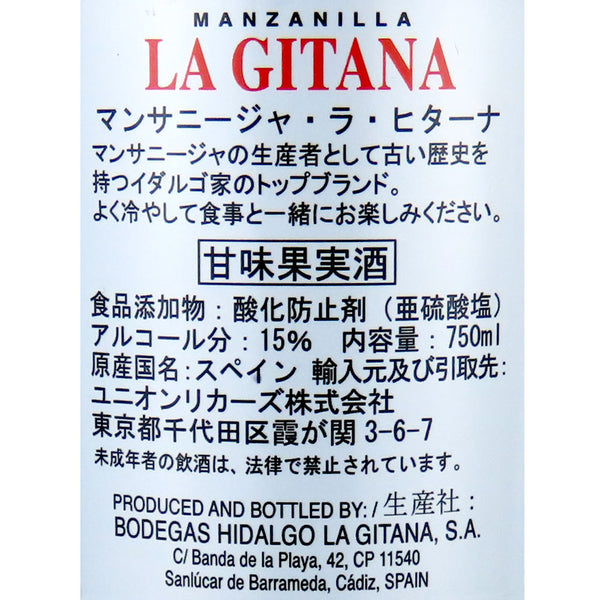 MANZANILLA
LA GITANA
マンサニージャ・ラ・ヒターナ
マンサニージャの生産者として古い歴史を
持つイダルゴ家のトップブランド。
よく冷やして食事と一緒にお楽しみください。
甘味果実酒
食品添加物：酸化防止剤（亜硫酸塩）
アルコール分：15% 内容量：750ml
原産国名：スペイン 輸入元及び引取先：
ユニオンリカーズ株式会社
東京都千代田区霞が関 3-6-7
未成年者の飲酒は、法律で禁止されています。
PRODUCED AND BOTTLED BY: / 生産社：
BODEGAS HIDALGO LA GITANA, S.A.
C/ Banda de la Playa, 42, CP 11540
Sanlúcar de Barrameda, Cádiz, SPAIN